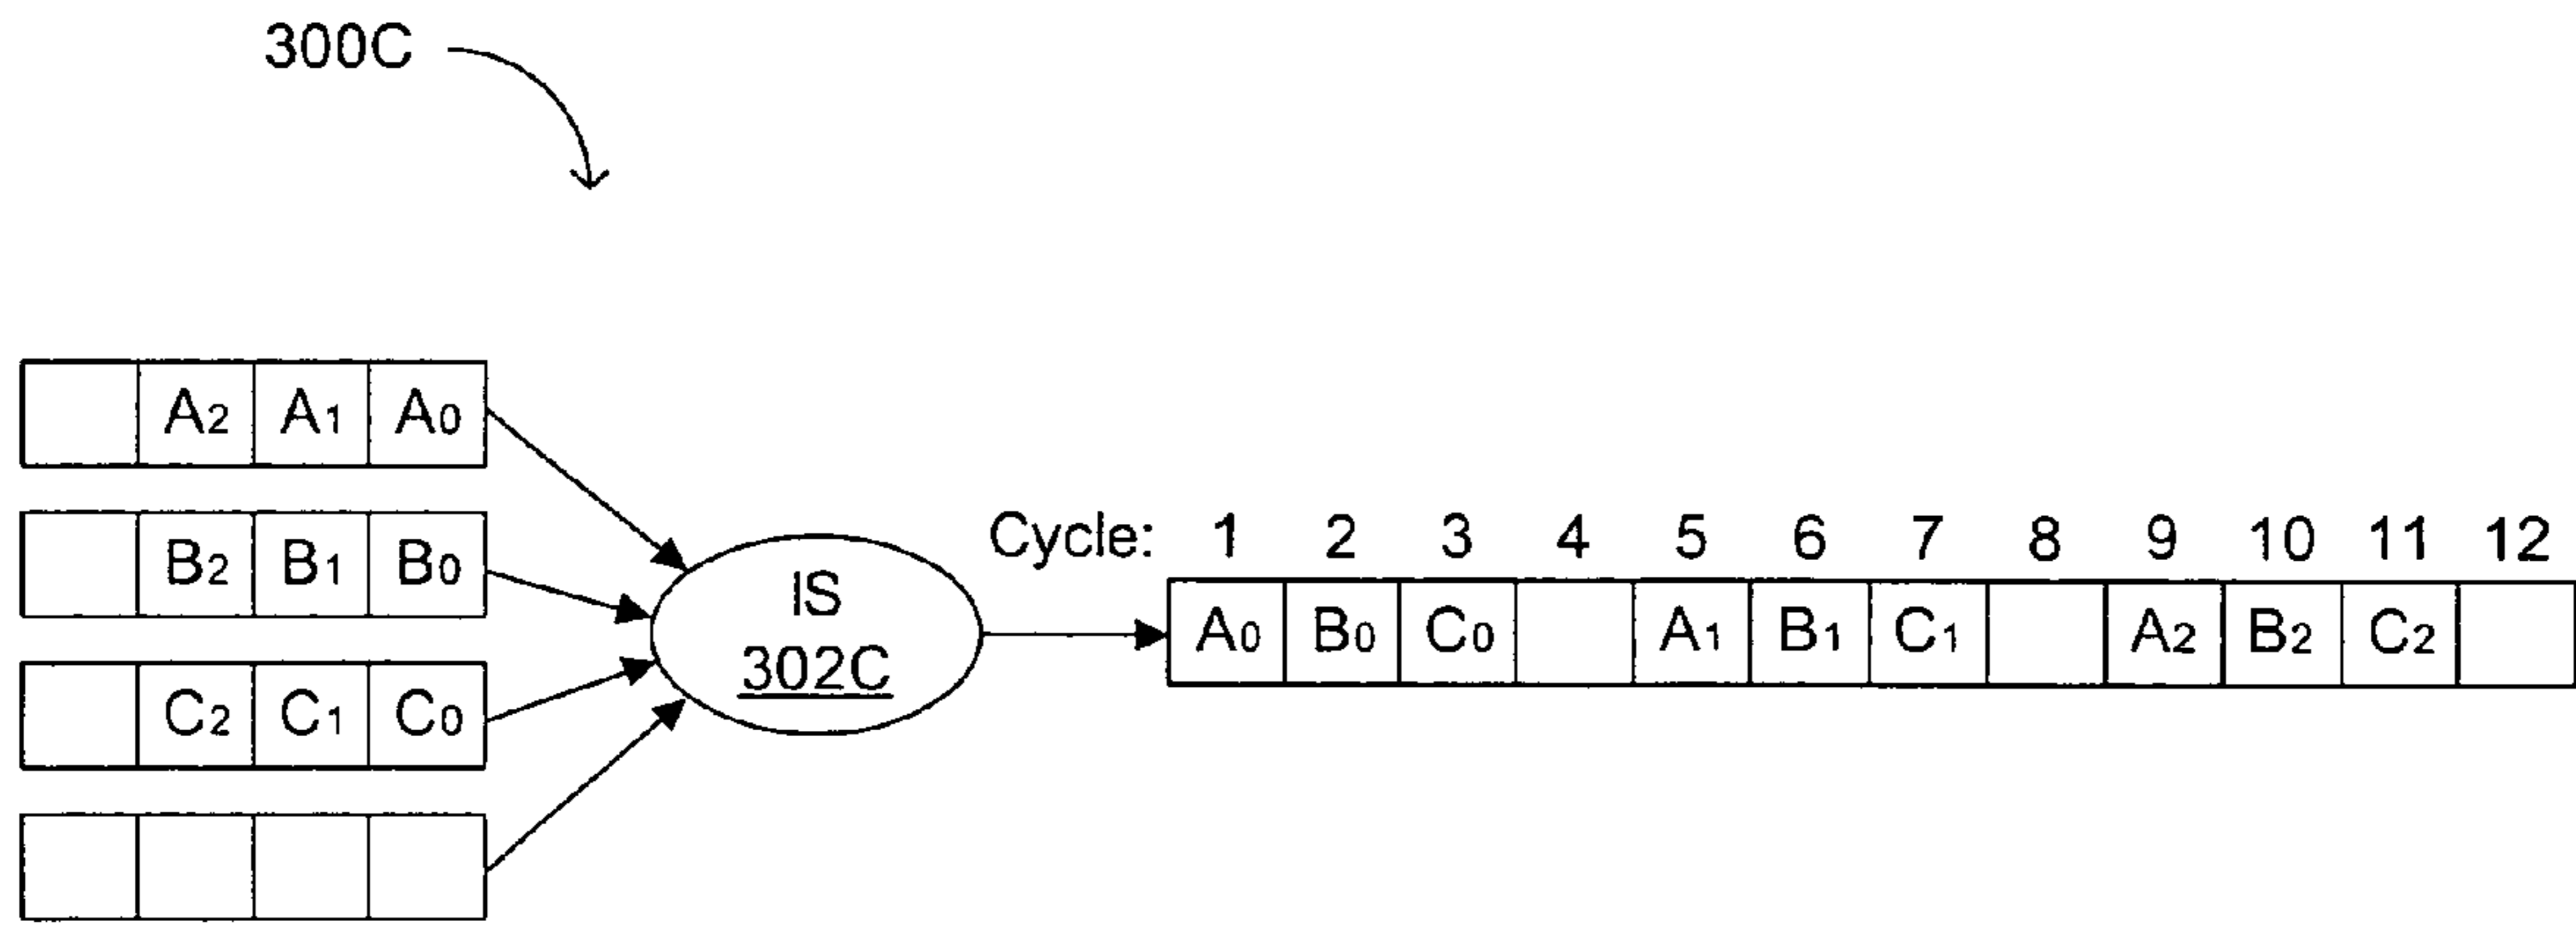 300C
A2 A1 A0
B2 B1 B0
C2 C1 C0
IS
302C
Cycle: 1 2 3 4 5 6 7 8 9 10 11 12
A0 B0 C0 A1 B1 C1 A2 B2 C2